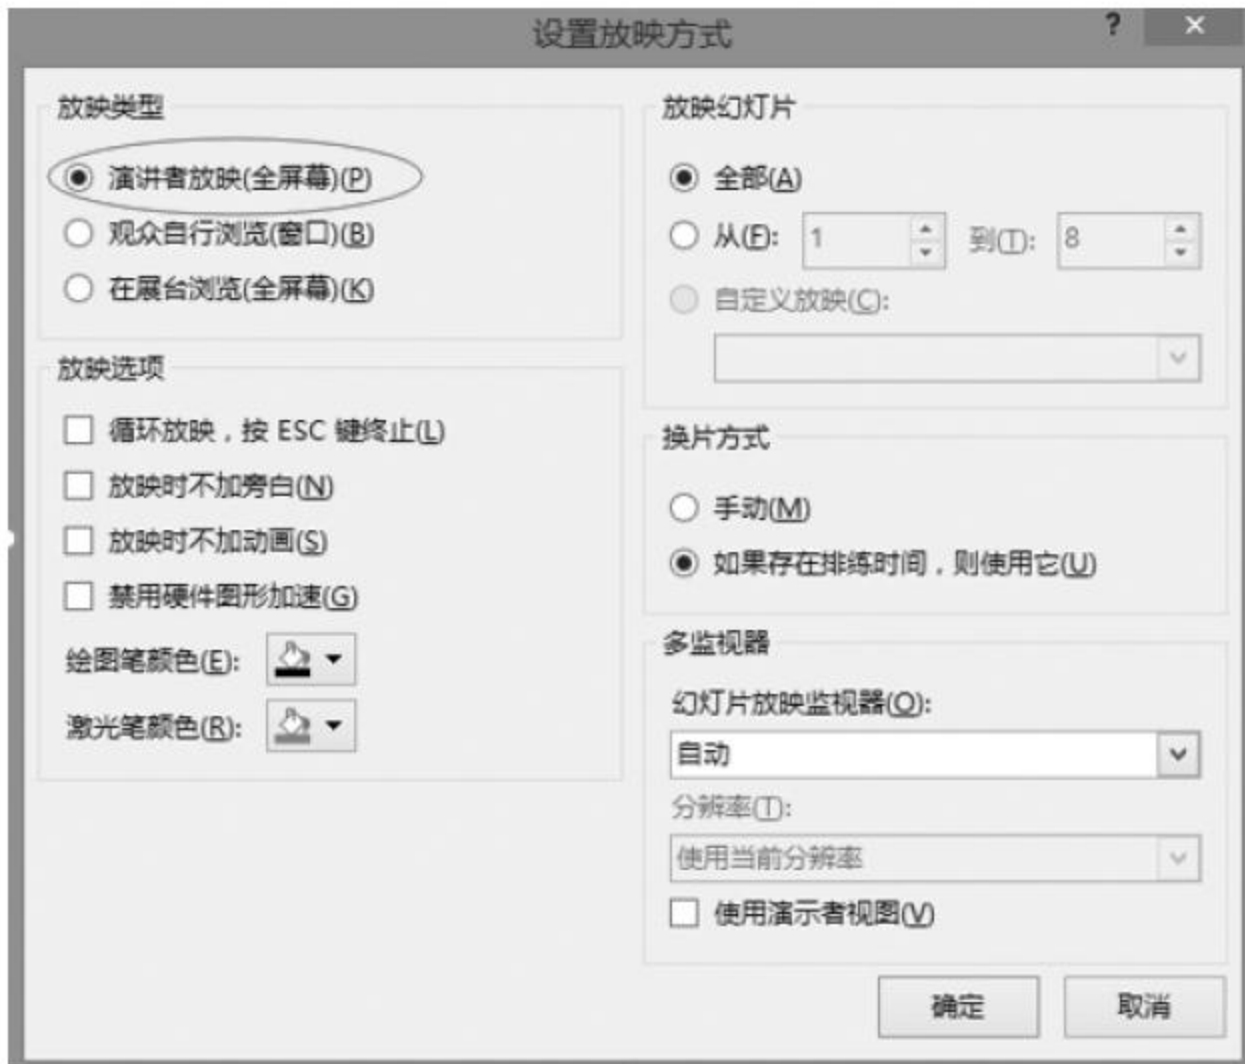 设置放映方式
?
放映类型
演讲者放映(全屏幕)(P)
观众自行浏览(窗口)(B)
在展台浏览(全屏幕)(K)
放映选项
循环放映，按 ESC 键终止(L)
放映时不加旁白(N)
放映时不加动画(S)
禁用硬件图形加速(G)
绘图笔颜色(E):
激光笔颜色(R):
放映幻灯片
全部(A)
从(F): 1 到(T): 8
自定义放映(C):
换片方式
手动(M)
如果存在排练时间，则使用它(U)
多监视器
幻灯片放映监视器(O):
自动
分辨率(T):
使用当前分辨率
使用演示者视图(V)
确定 取消